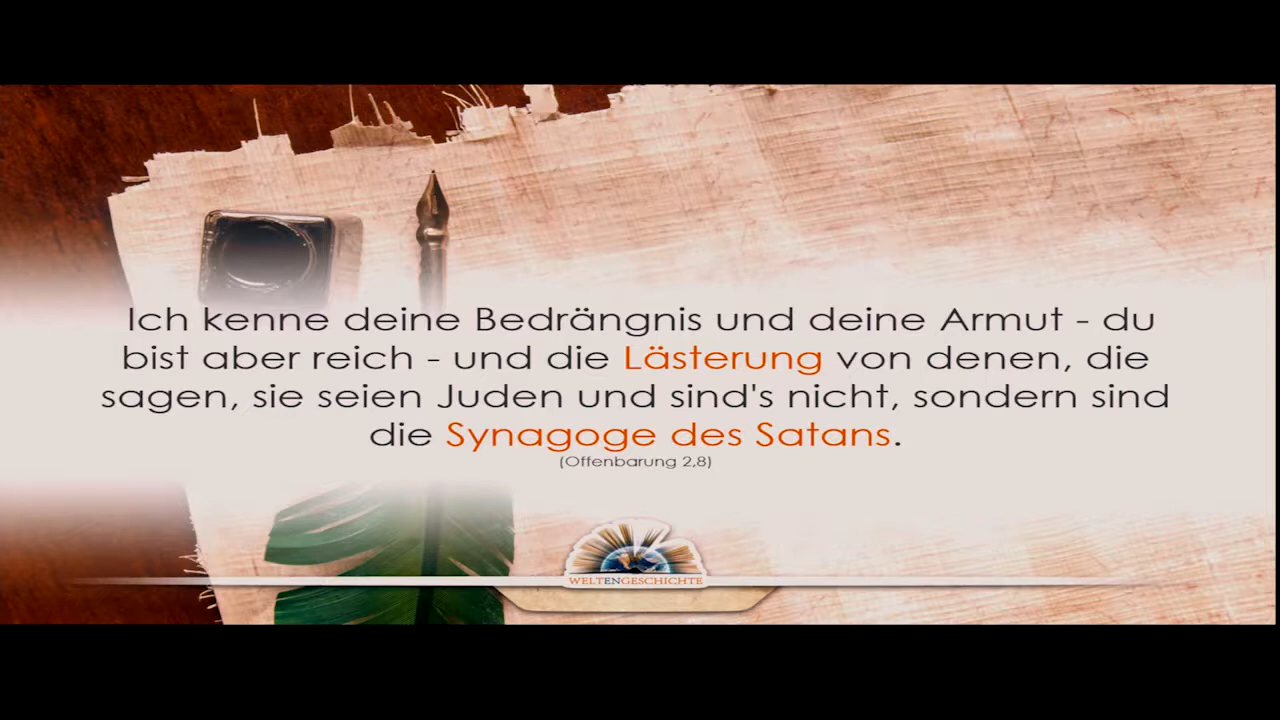 Ich kenne deine Bedrängnis und deine Armut - du
bist aber reich - und die Lästerung von denen, die
sagen, sie seien Juden und sind's nicht, sondern sind
die Synagoge des Satans.
(Offenbarung 2,8)
WELTENGESCHICHTE